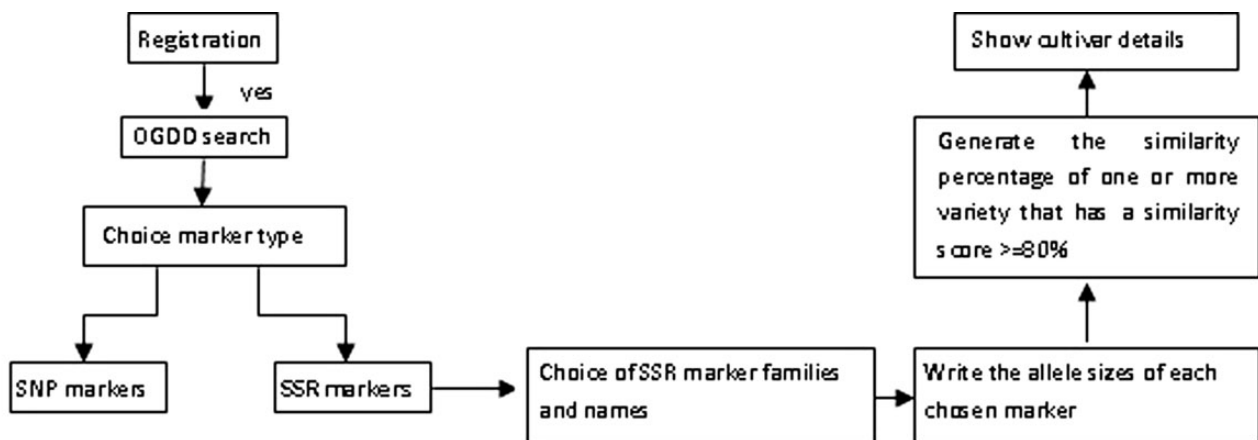 Registration
yes
OGDD search
Choice marker type
SNP markers
SSR markers
Choice of SSR marker families
and names
Write the allele sizes of each
chosen marker
Generate the similarity
percentage of one or more
variety that has a similarity
score >=80%
Show cultivar details